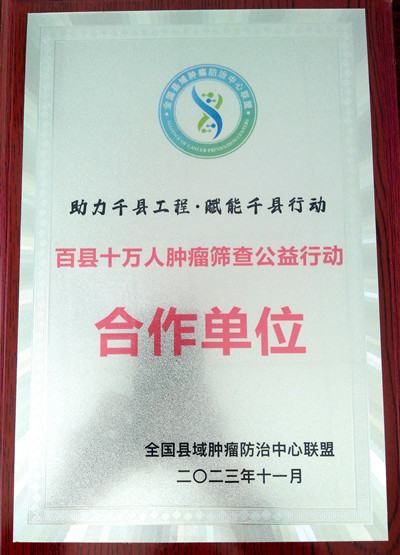 全国县域肿瘤防治中心联盟
助力千县工程·赋能千县行动
百县十万人肿瘤筛查公益行动
合作单位
全国县域肿瘤防治中心联盟
二〇二三年十一月